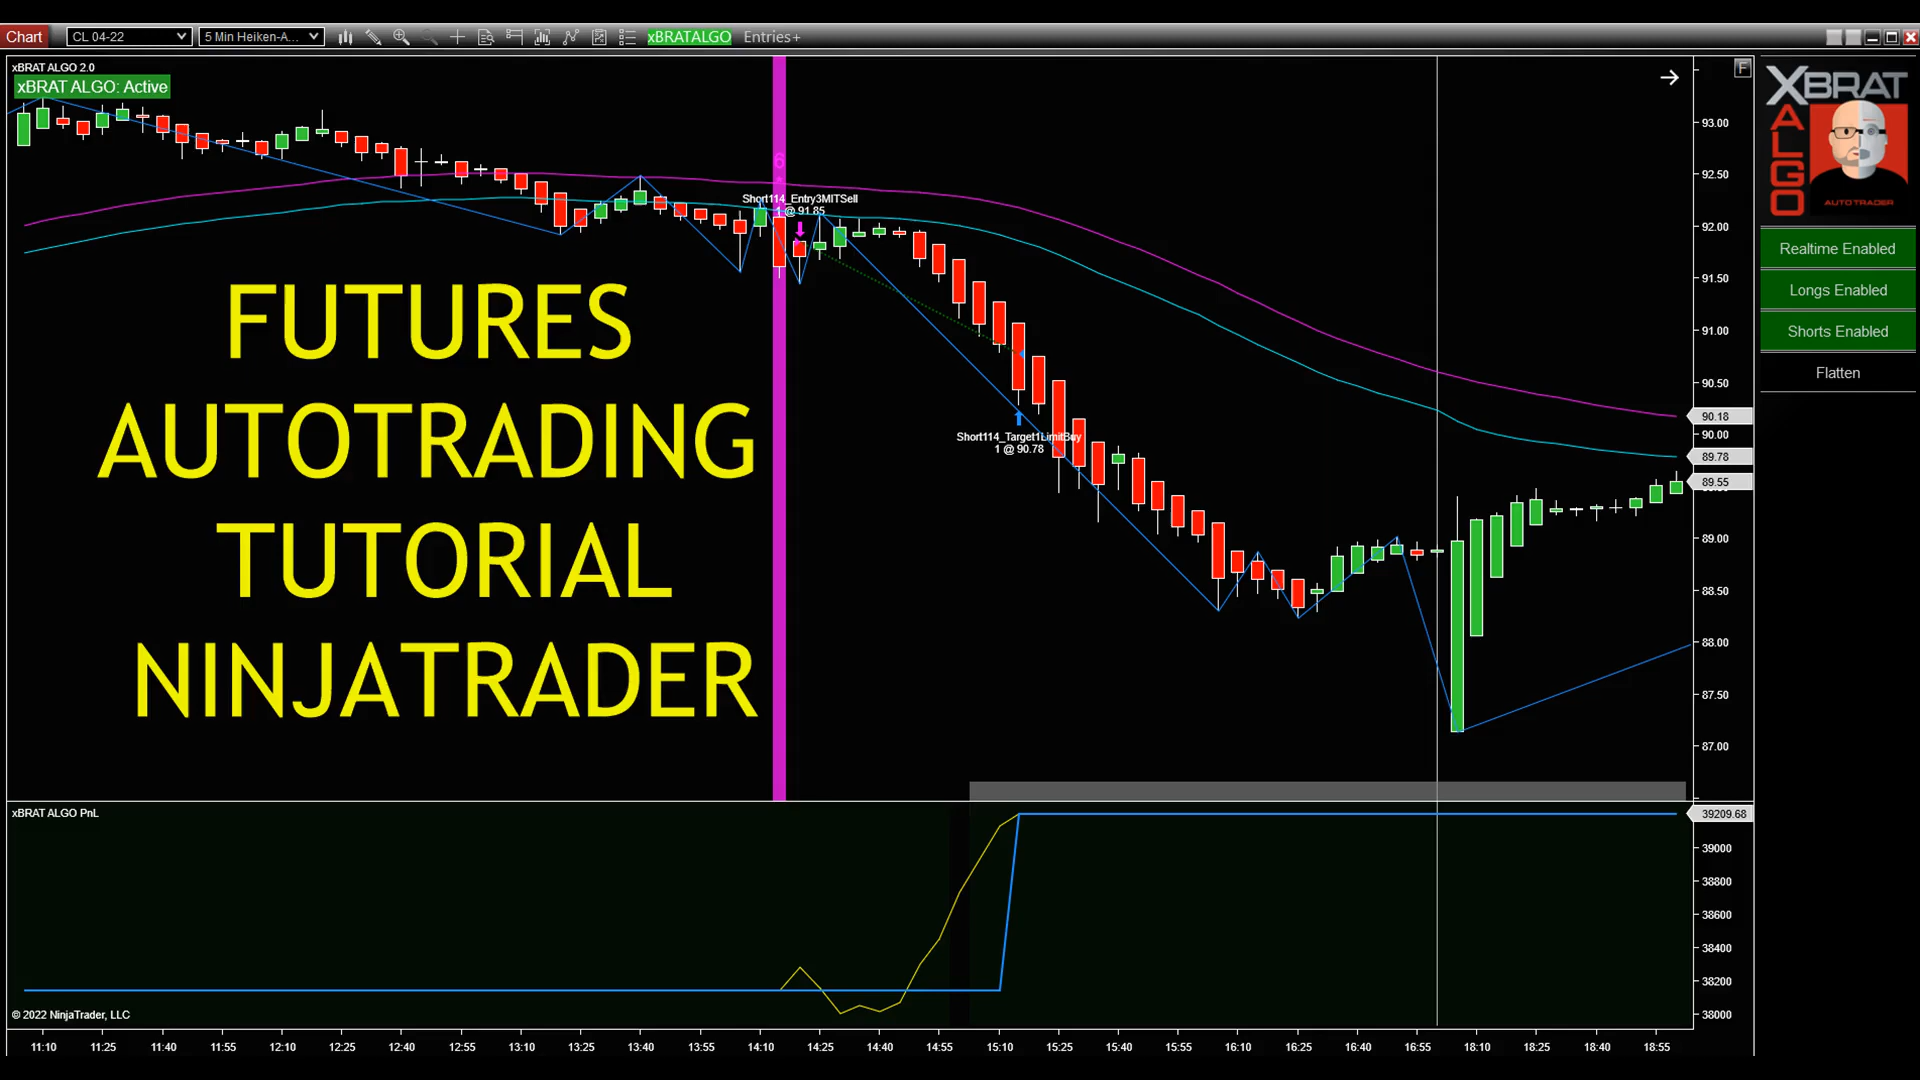 Chart
CL 04-22
5 Min Heiken-A...
xBRATALGO
Entries+
xBRAT ALGO 2.0
xBRAT ALGO: Active
F
XBRAT
ALGO
AUTO TRADER
Realtime Enabled
Longs Enabled
Shorts Enabled
Flatten
6
Short114_Entry3MITSell
1 @ 91.85
Short114_Target1LimitBuy
1 @ 90.78
FUTURES
AUTOTRADING
TUTORIAL
NINJATRADER
93.00
92.50
92.00
91.50
91.00
90.50
90.18
90.00
89.78
89.55
89.00
88.50
88.00
87.50
87.00
xBRAT ALGO PnL
39209.68
39000
38800
38600
38400
38200
38000
© 2022 NinjaTrader, LLC
11:10 11:25 11:40 11:55 12:10 12:25 12:40 12:55 13:10 13:25 13:40 13:55 14:10 14:25 14:40 14:55 15:10 15:25 15:40 15:55 16:10 16:25 16:40 16:55 18:10 18:25 18:40 18:55